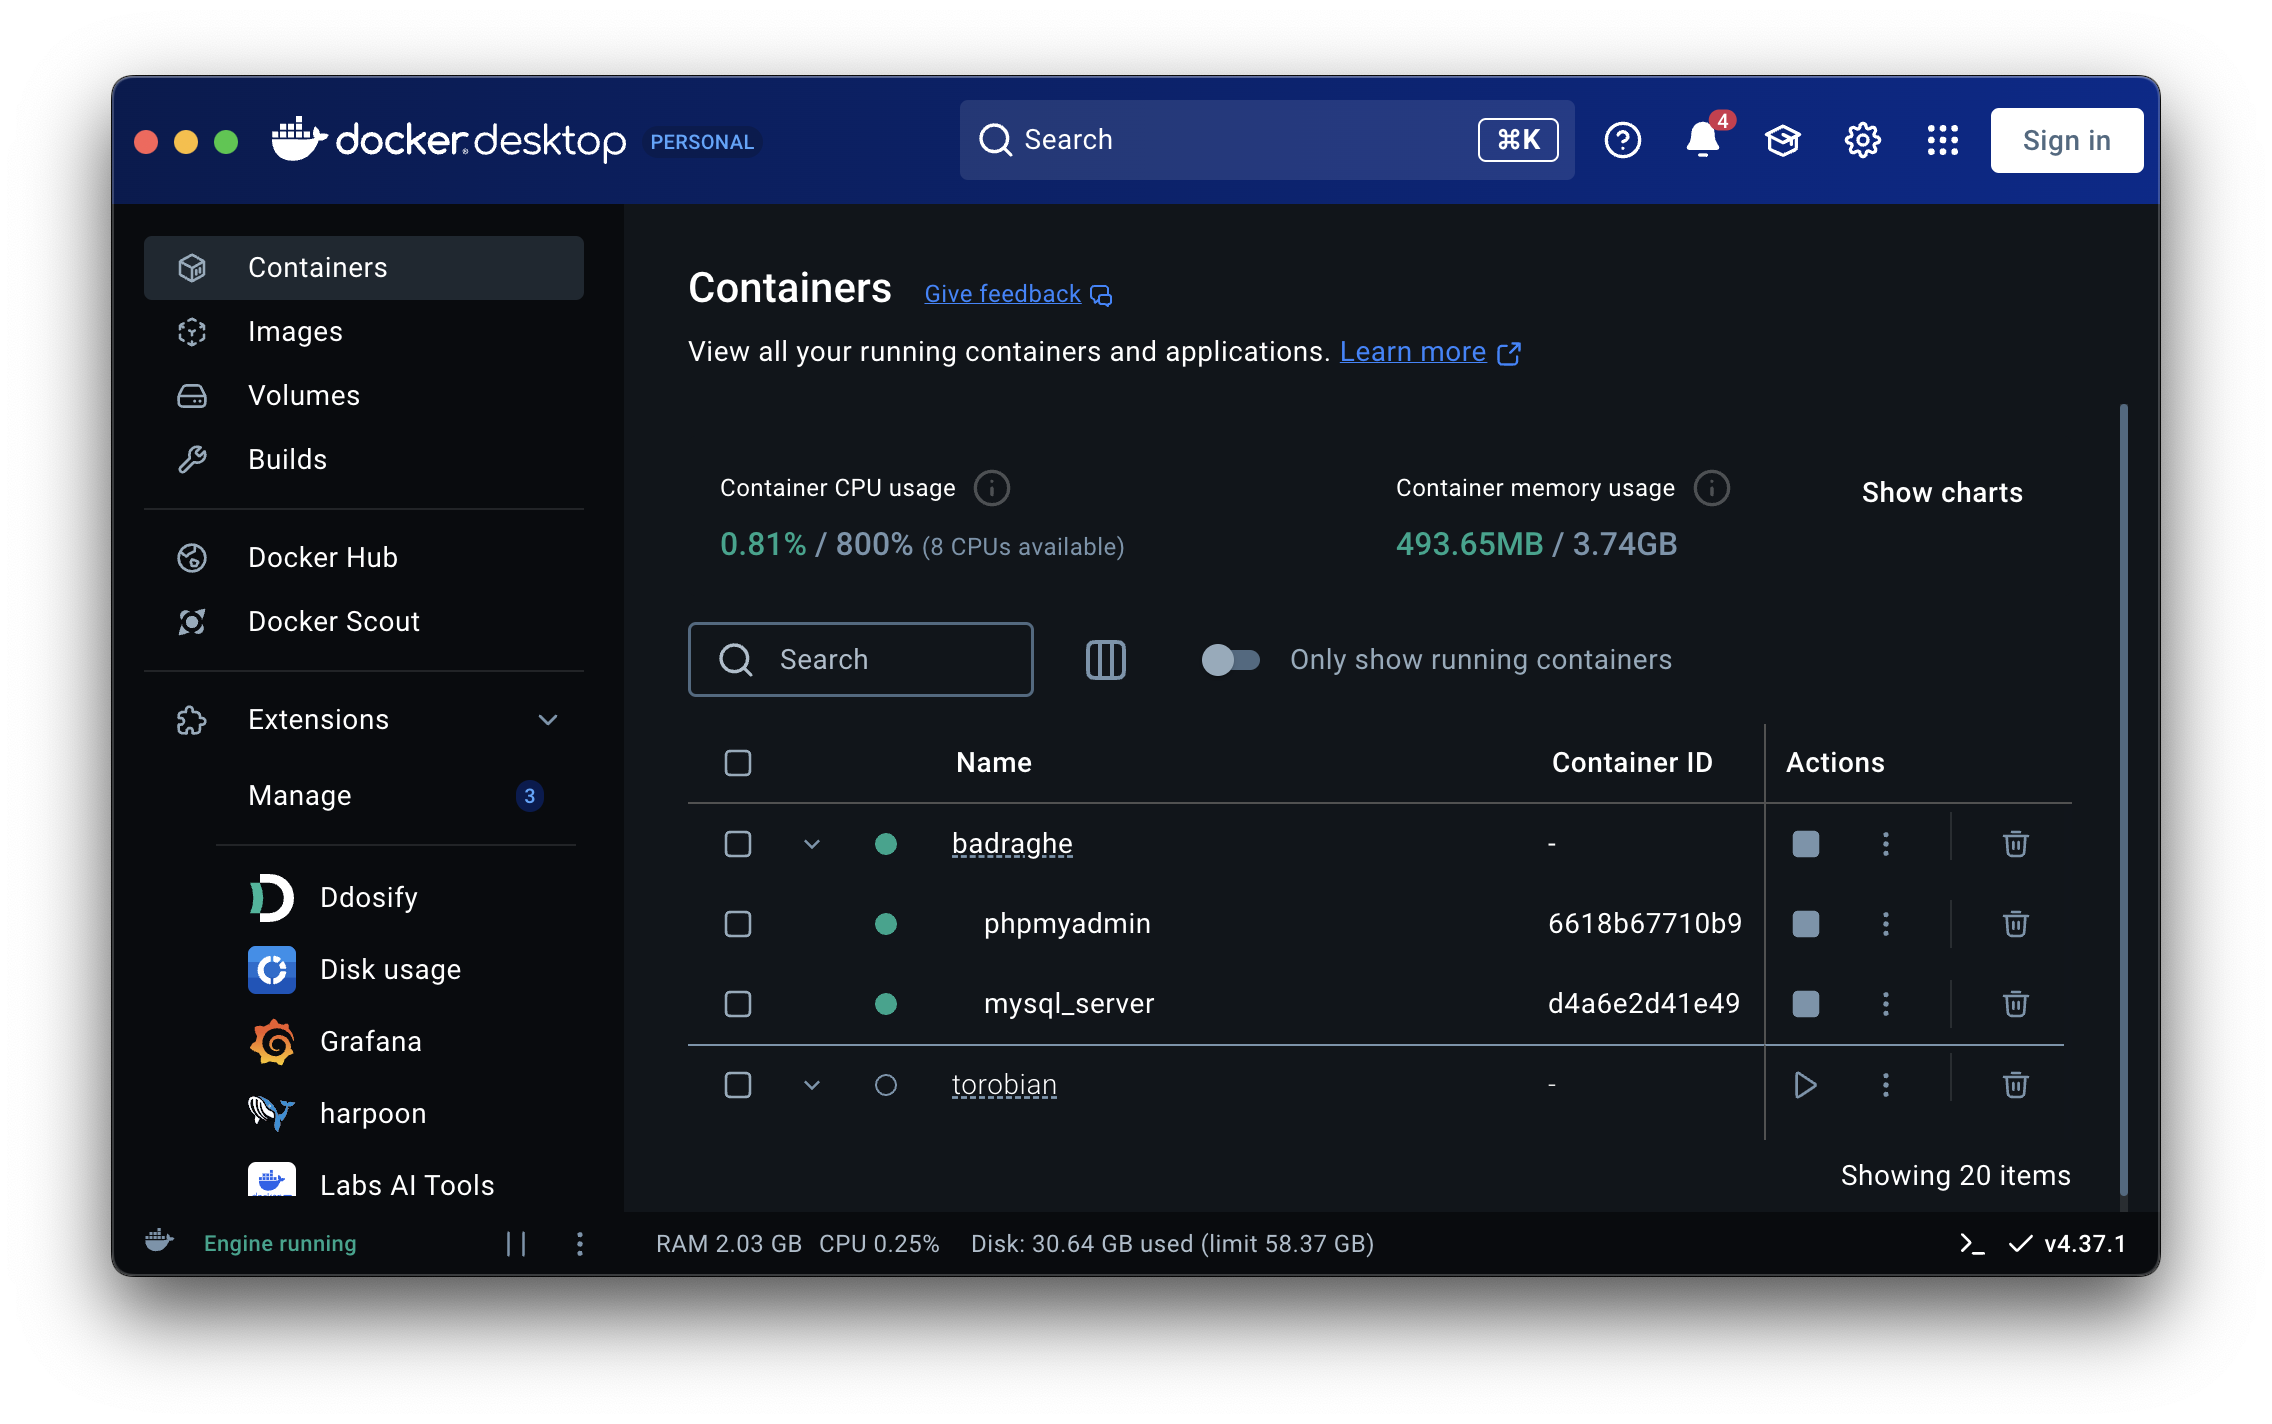 docker desktop PERSONAL
Search ⌘K
4
Sign in
Containers
Images
Volumes
Builds
Docker Hub
Docker Scout
Extensions
Manage 3
Ddosify
Disk usage
Grafana
harpoon
Labs AI Tools
Containers Give feedback
View all your running containers and applications. Learn more
Container CPU usage
0.81% / 800% (8 CPUs available)
Container memory usage
493.65MB / 3.74GB
Show charts
Search
Only show running containers
Name Container ID Actions
badraghe -
phpmyadmin 6618b67710b9
mysql_server d4a6e2d41e49
torobian -
Showing 20 items
Engine running
RAM 2.03 GB CPU 0.25% Disk: 30.64 GB used (limit 58.37 GB)
v4.37.1